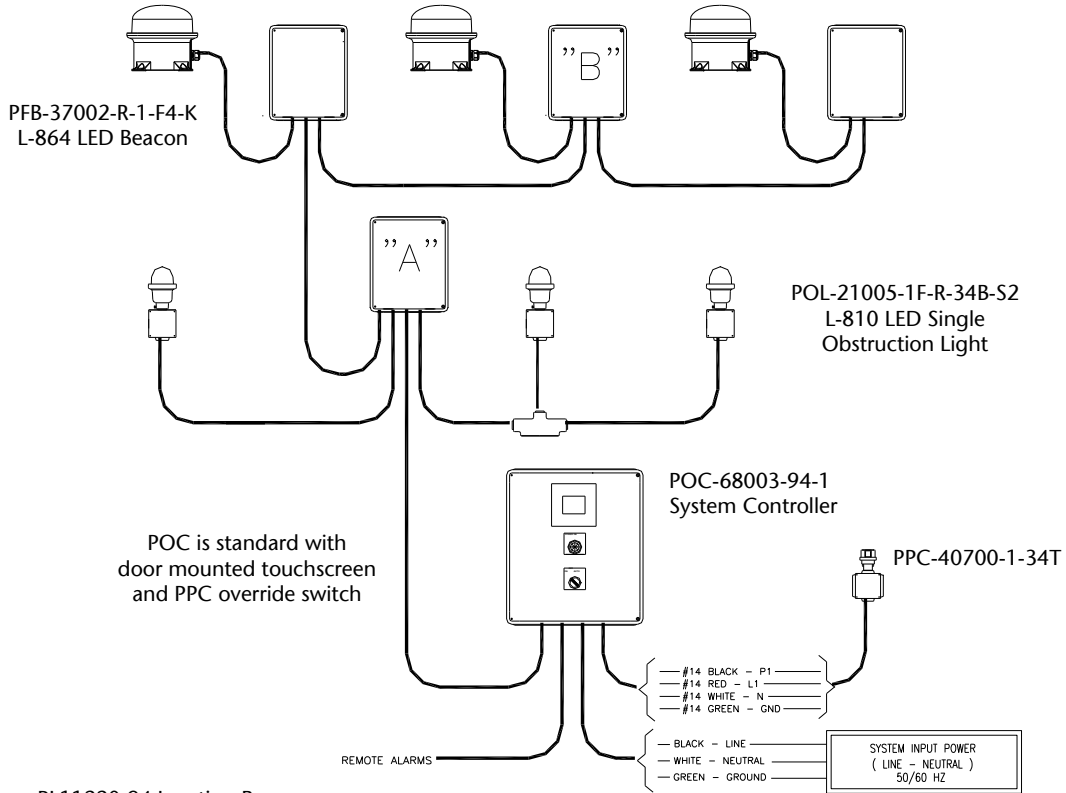 "B"
PFB-37002-R-1-F4-K
L-864 LED Beacon
"A"
POL-21005-1F-R-34B-S2
L-810 LED Single
Obstruction Light
POC-68003-94-1
System Controller
POC is standard with
door mounted touchscreen
and PPC override switch
PPC-40700-1-34T
#14 BLACK - P1
#14 RED - L1
#14 WHITE - N
#14 GREEN - GND
REMOTE ALARMS
BLACK - LINE
WHITE - NEUTRAL
GREEN - GROUND
SYSTEM INPUT POWER
( LINE - NEUTRAL )
50/60 HZ